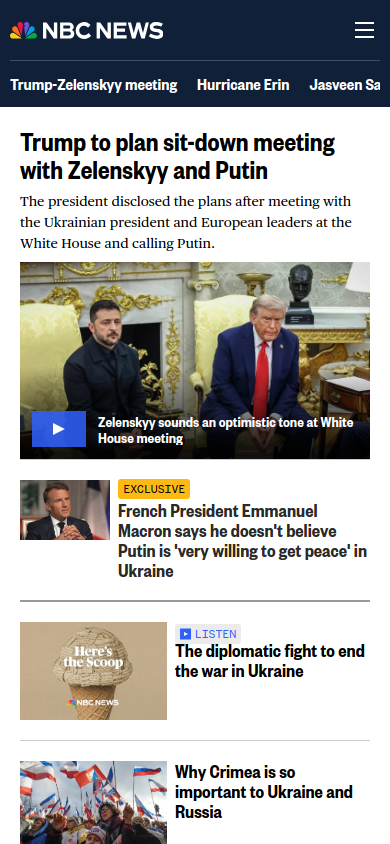 NBC NEWS
Trump-Zelenskyy meeting Hurricane Erin Jasveen Sa
Trump to plan sit-down meeting
with Zelenskyy and Putin
The president disclosed the plans after meeting with
the Ukrainian president and European leaders at the
White House and calling Putin.
Zelenskyy sounds an optimistic tone at White
House meeting
EXCLUSIVE
French President Emmanuel
Macron says he doesn't believe
Putin is 'very willing to get peace' in
Ukraine
Here's
the Scoop
NBC NEWS
LISTEN
The diplomatic fight to end
the war in Ukraine
Why Crimea is so
important to Ukraine and
Russia